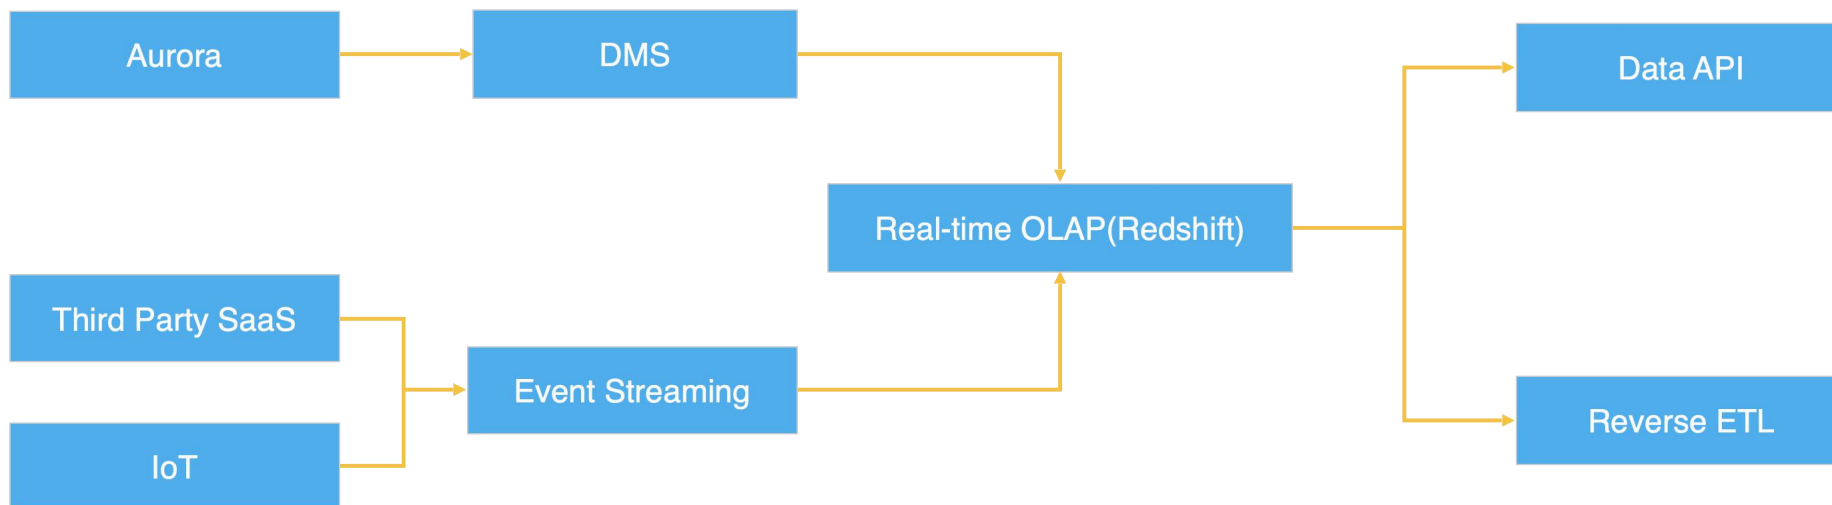 Aurora
DMS
Data API
Real-time OLAP(Redshift)
Third Party SaaS
Event Streaming
Reverse ETL
IoT